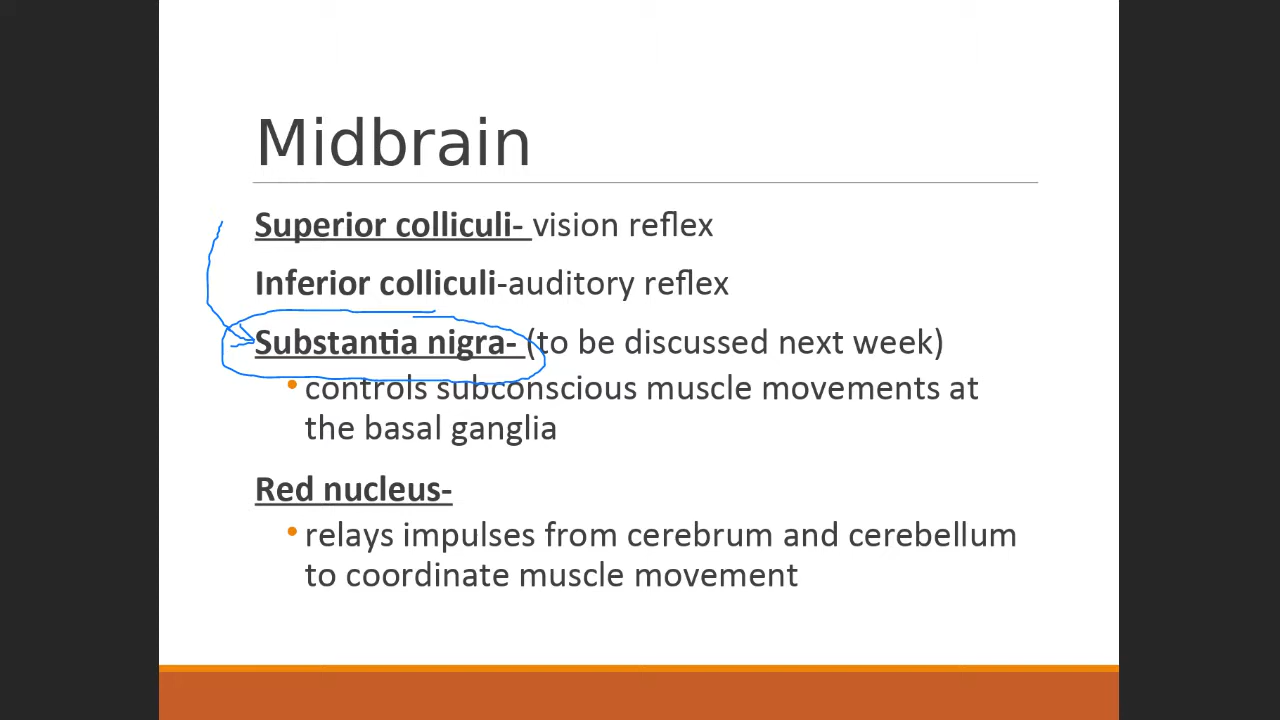 Midbrain
Superior colliculi- vision reflex
Inferior colliculi-auditory reflex
Substantia nigra- (to be discussed next week)
• controls subconscious muscle movements at
the basal ganglia
Red nucleus-
• relays impulses from cerebrum and cerebellum
to coordinate muscle movement